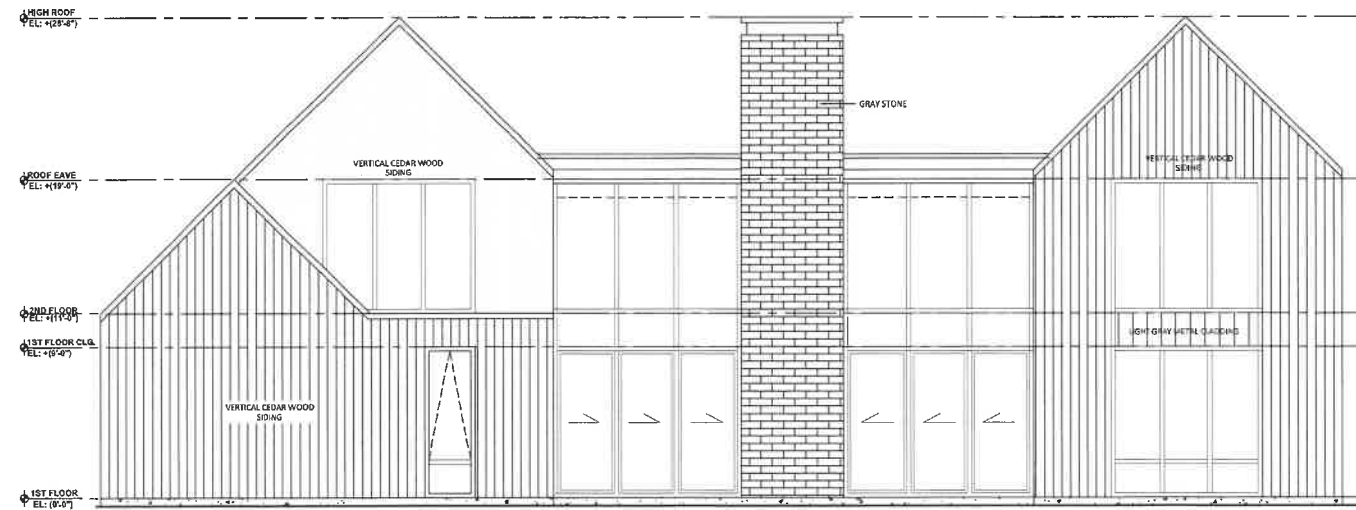 HIGH ROOF
EL: +(28'-8")
GRAY STONE
VERTICAL CEDAR WOOD
SIDING
VERTICAL CEDAR WOOD
SIDING
ROOF EAVE
EL: +(19'-0")
2ND FLOOR
EL: +(11'-0")
LIGHT GRAY METAL CLADDING
1ST FLOOR CLG
EL: +(9'-0")
VERTICAL CEDAR WOOD
SIDING
1ST FLOOR
EL: (0'-0")